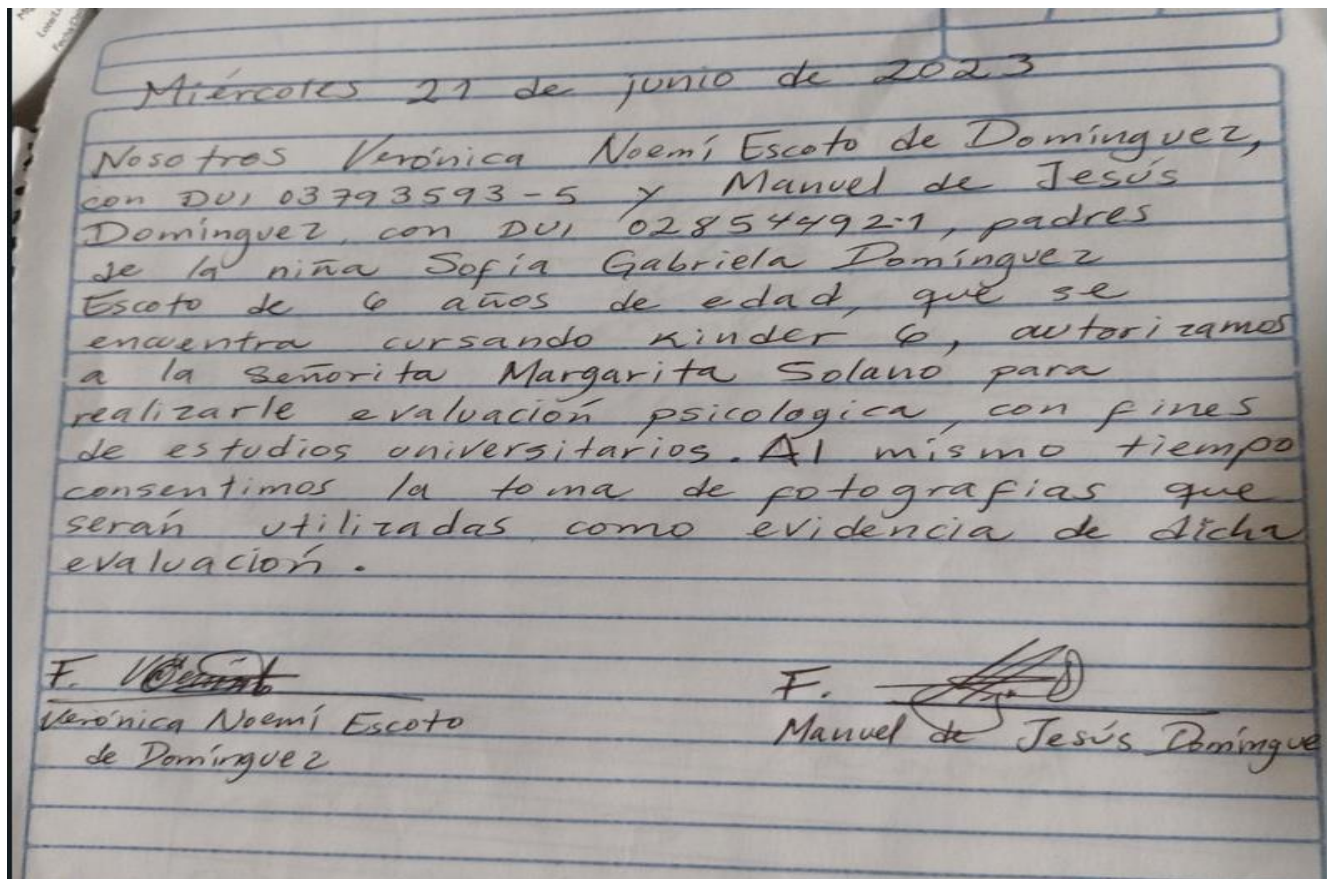 Miércoles 21 de junio de 2023
Nosotros Verónica Noemí Escoto de Domínguez,
con DUI 03793593-5 y Manuel de Jesús
Domínguez, con DUI 02854492-1, padres
de la niña Sofía Gabriela Domínguez
Escoto de 6 años de edad, que se
encuentra cursando Kinder 6, autorizamos
a la señorita Margarita Solano para
realizarle evaluación psicologica, con fines
de estudios universitarios. Al mismo tiempo
consentimos la toma de fotografias que
serán utilizadas como evidencia de dicha
evaluación.
F.
F.
Verónica Noemí Escoto
de Domínguez
Manuel de Jesús Domíngue